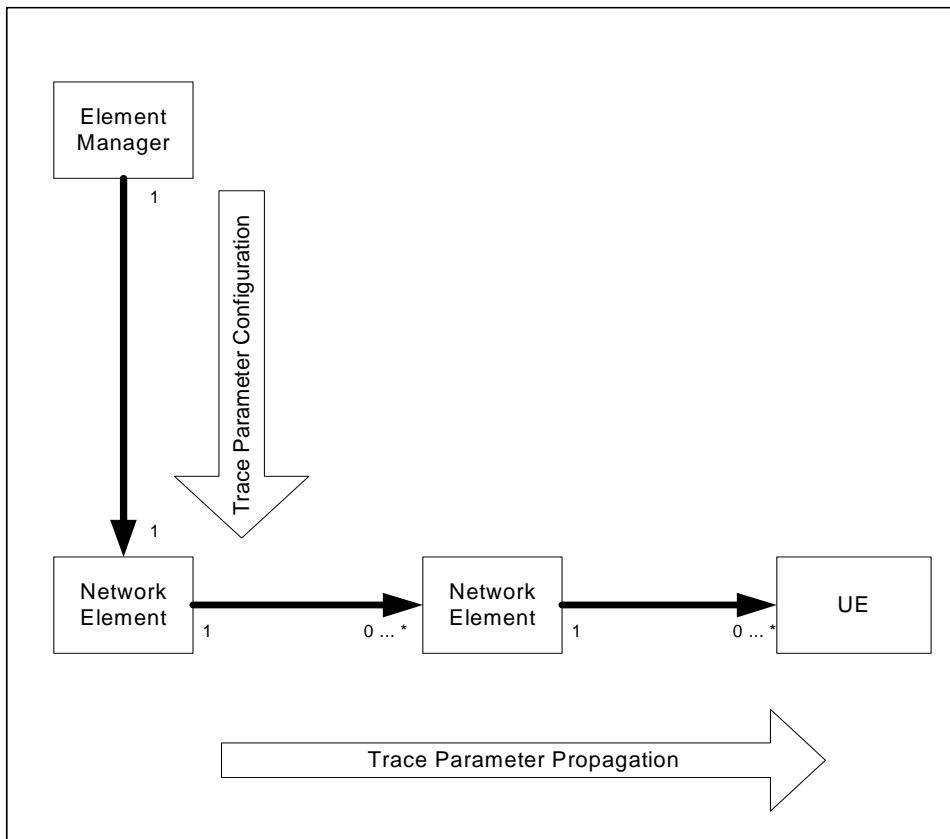 Element
Manager
1
Trace Parameter Configuration
1
Network
Element
1
0 ... *
Network
Element
1
0 ... *
UE
Trace Parameter Propagation